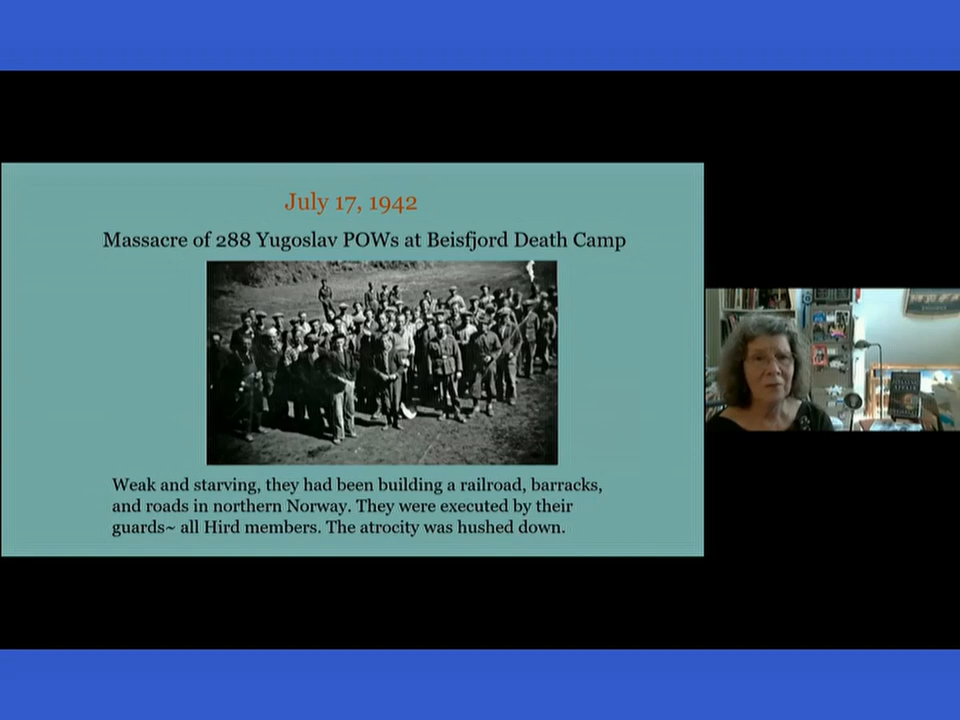 July 17, 1942
Massacre of 288 Yugoslav POWs at Beisfjord Death Camp
Weak and starving, they had been building a railroad, barracks,
and roads in northern Norway. They were executed by their
guards~ all Hird members. The atrocity was hushed down.